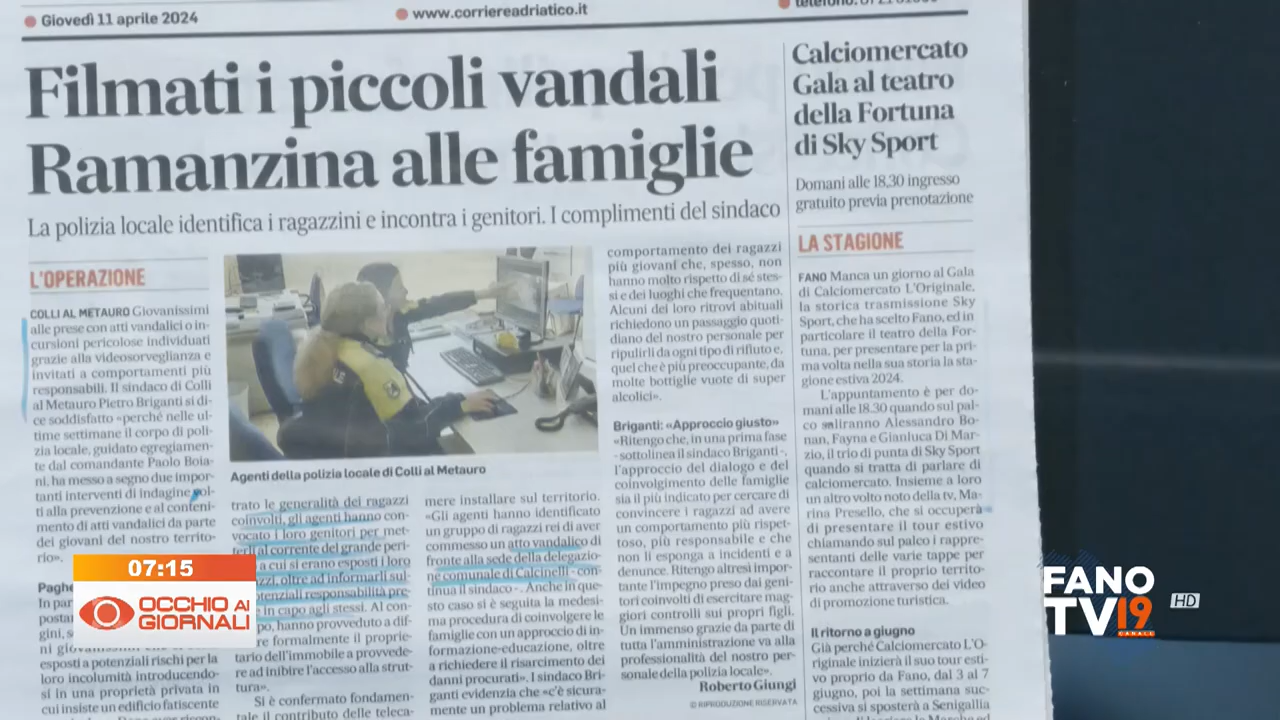 Giovedì 11 aprile 2024
www.corriereadriatico.it
Filmati i piccoli vandali
Ramanzina alle famiglie
La polizia locale identifica i ragazzini e incontra i genitori. I complimenti del sindaco
L'OPERAZIONE
COLLI AL METAURO Giovanissimi
alle prese con atti vandalici o in-
cursioni pericolose individuati
grazie alla videosorveglianza e
invitati a comportamenti più
responsabili. Il sindaco di Colli
al Metauro Pietro Briganti si di-
ce soddisfatto «perché nelle ul-
time settimane il corpo di poli-
zia locale, guidato egregiamen-
te dal comandante Paolo Boia-
ni, ha messo a segno due impor-
tanti interventi di indagine vol-
ti alla prevenzione e al conteni-
mento di atti vandalici da parte
dei giovani del nostro territo-
rio».
In par
postar
gini, s
ni
esposti a potenziali rischi per la
loro incolumità introducendo-
si in una proprietà privata in
cui insiste un edificio fatiscente
Agenti della polizia locale di Colli al Metauro
trato le generalità dei ragazzi
coinvolti, gli agenti hanno con-
vocato i loro genitori per met-
terli al corrente del grande peri-
a cui si erano esposti i loro
zzi, oltre ad informarli sul-
tenziali responsabilità pre-
e in capo agli stessi. Al con-
po, hanno provveduto a dif-
re formalmente il proprie-
tario dell'immobile a provvede-
re ad inibire l'accesso alla strut-
tura».
Si è confermato fondamen-
tale il contributo delle teleca-
mere installare sul territorio.
«Gli agenti hanno identificato
un gruppo di ragazzi rei di aver
commesso un atto vandalico di
fronte alla sede della delegazio-
ne comunale di Calcinelli - con-
tinua il sindaco -. Anche in que-
sto caso si è seguita la medesi-
ma procedura di coinvolgere le
famiglie con un approccio di in-
formazione-educazione, oltre
a richiedere il risarcimento dei
danni procurati». I sindaco Bri-
ganti evidenzia che «c'è sicura-
mente un problema relativo al
comportamento dei ragazzi
più giovani che, spesso, non
hanno molto rispetto di sé stes-
si e dei luoghi che frequentano.
Alcuni dei loro ritrovi abituali
richiedono un passaggio quoti-
diano del nostro personale per
ripulirli da ogni tipo di rifiuto e,
quel che è più preoccupante, da
molte bottiglie vuote di super
alcolici».
Briganti: «Approccio giusto»
«Ritengo che, in una prima fase
- sottolinea il sindaco Briganti -,
l'approccio del dialogo e del
coinvolgimento delle famiglie
sia il più indicato per cercare di
convincere i ragazzi ad avere
un comportamento più rispet-
toso, più responsabile e che
non li esponga a incidenti e a
denunce. Ritengo altresì impor-
tante l'impegno preso dai geni-
tori coinvolti di esercitare mag-
giori controlli sui propri figli.
Un immenso grazie da parte di
tutta l'amministrazione va alla
professionalità del nostro per-
sonale della polizia locale».
Roberto Giungi
© RIPRODUZIONE RISERVATA
Calciomercato
Gala al teatro
della Fortuna
di Sky Sport
Domani alle 18,30 ingresso
gratuito previa prenotazione
LA STAGIONE
FANO Manca un giorno al Gala
di Calciomercato L'Originale,
la storica trasmissione Sky
Sport, che ha scelto Fano, ed in
particolare il teatro della For-
tuna, per presentare per la pri-
ma volta nella sua storia la sta-
gione estiva 2024.
L'appuntamento è per do-
mani alle 18.30 quando sul pal-
co saliranno Alessandro Bo-
nan, Fayna e Gianluca Di Mar-
zio, il trio di punta di Sky Sport
quando si tratta di parlare di
calciomercato. Insieme a loro
un altro volto noto della tv, Ma-
rina Presello, che si occuperà
di presentare il tour estivo
chiamando sul palco i rappre-
sentanti delle varie tappe per
raccontare il proprio territo-
rio anche attraverso dei video
di promozione turistica.
Il ritorno a giugno
Già perché Calciomercato L'O-
riginale inizierà il suo tour esti-
vo proprio da Fano, dal 3 al 7
giugno, poi la settimana suc-
cessiva si sposterà a Senigallia
07:15
OCCHIO AI
GIORNALI
FANO
TV19
CANALE
HD